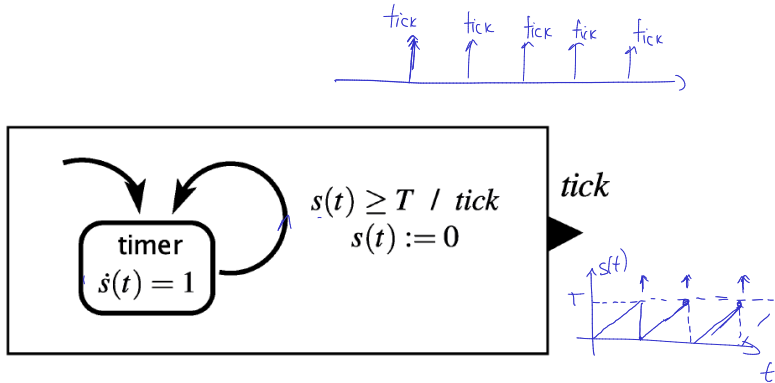 tick tick tick tick tick
tick
s(t) ≥ T / tick
s(t) := 0
timer
ṡ(t) = 1
s(t)
T
t